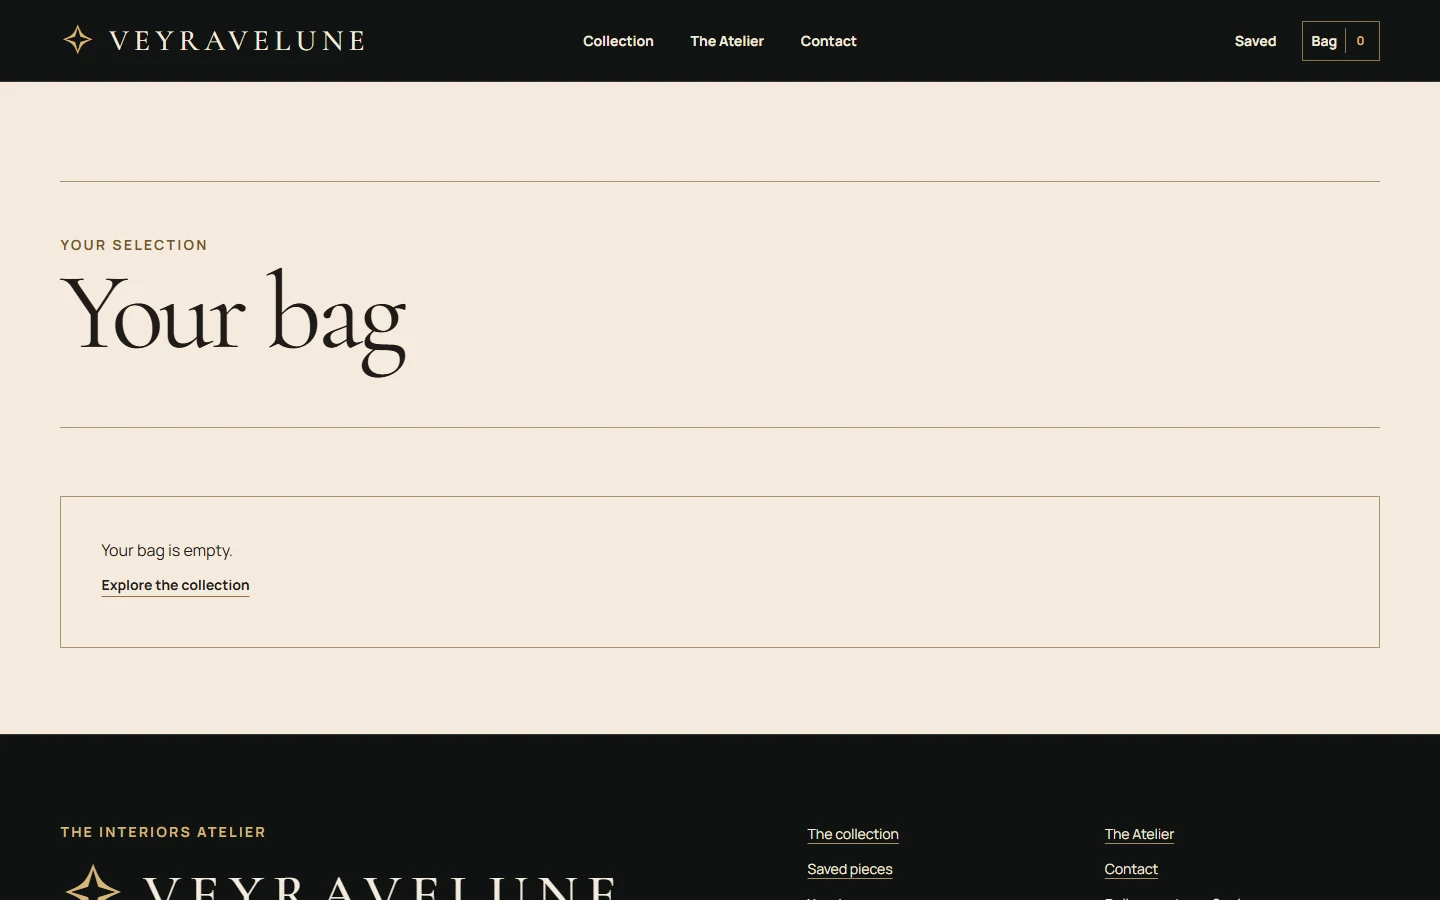 VEYRAVELUNE
Collection
The Atelier
Contact
Saved
Bag
0
YOUR SELECTION
Your bag
Your bag is empty.
Explore the collection
THE INTERIORS ATELIER
VEYRAVELUNE
The collection
Saved pieces
The Atelier
Contact